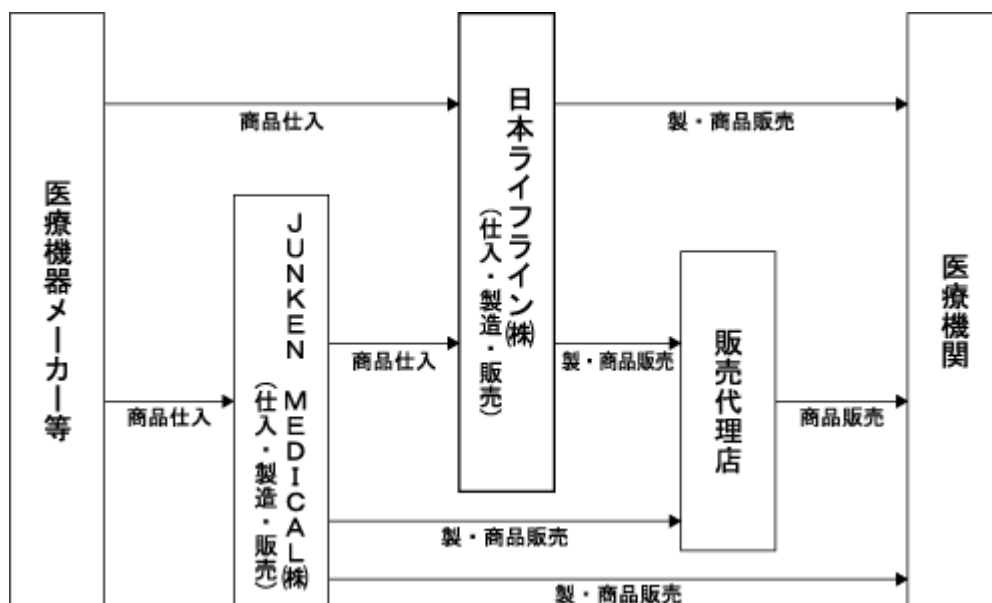 医療機器メーカー等
商品仕入
商品仕入
JUNKEN MEDICAL㈱
(仕入・製造・販売)
商品仕入
日本ライフライン㈱
(仕入・製造・販売)
製・商品販売
製・商品販売
製・商品販売
製・商品販売
販売代理店
商品販売
医療機関